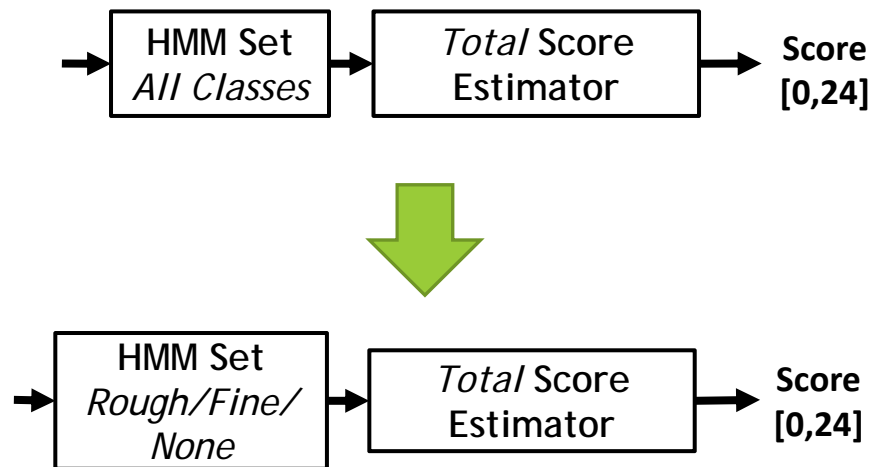 HMM Set
All Classes
Total Score
Estimator
Score
[0,24]
HMM Set
Rough/Fine/
None
Total Score
Estimator
Score
[0,24]